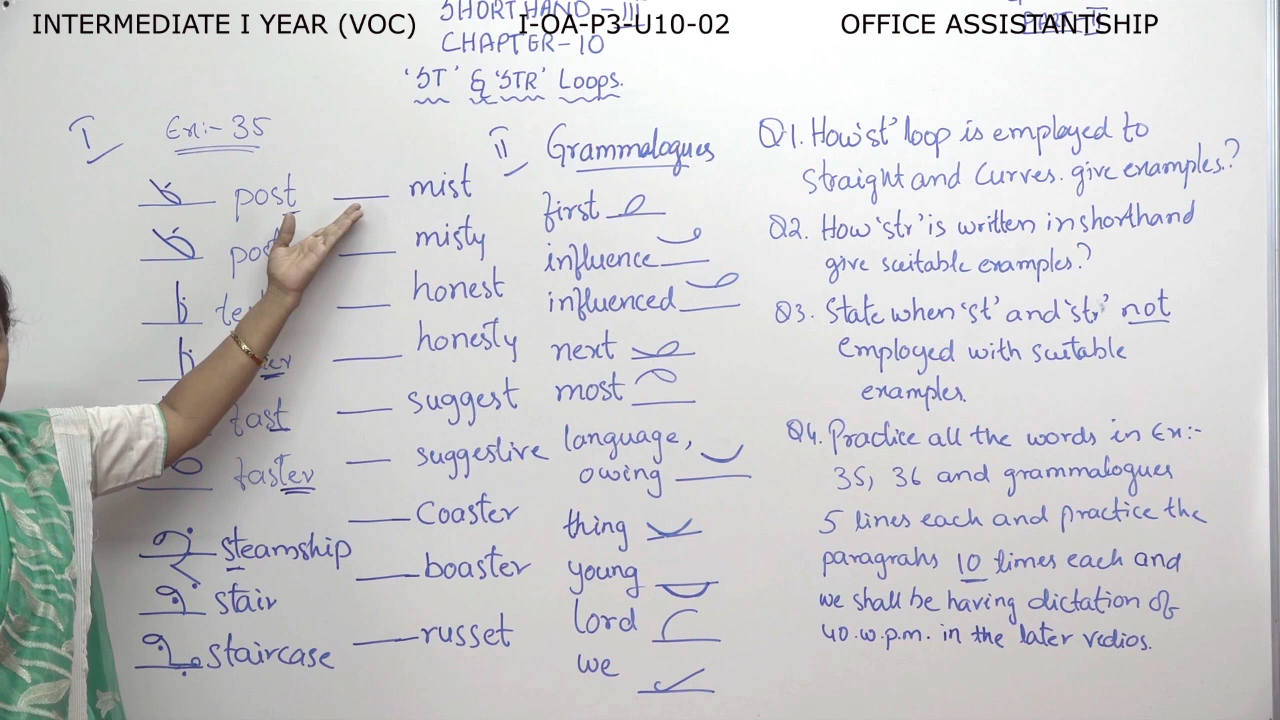 INTERMEDIATE I YEAR (VOC) I-OA-P3-U10-02 OFFICE ASSISTANTSHIP
SHORTHAND-III
CHAPTER-10
'ST' & 'STR' Loops.
I
Ex:- 35
post
fast
faster
steamship
stair
staircase
mist
misty
honest
honesty
suggest
suggestive
Coaster
boaster
russet
II Grammalogues
first
influence
influenced
next
most
language,
owing
thing
young
lord
we
Q1. How 'st' loop is employed to
straight and Curves. give examples.?
Q2. How 'str' is written in shorthand
give suitable examples.?
Q3. State when 'st' and 'str' not
employed with suitable
examples.
Q4. Practice all the words in Ex:-
35, 36 and grammalogues
5 lines each and practice the
paragrahs 10 times each and
we shall be having dictation of
40.w.p.m. in the later vedios.